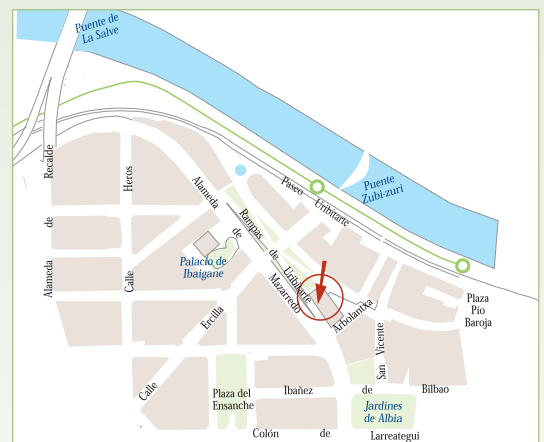 Puente de
La Salve
Recalde
de
Alameda
Heros
Calle
Alameda
de
Mazarredo
Rampas
de
Uribitarte
Paseo
Uribitarte
Puente
Zubi-zuri
Palacio de
Ibaigane
Ercilla
Calle
Arbolantxa
San Vicente
Plaza
Pío
Baroja
Plaza del
Ensanche
Ibañez
de
Bilbao
Jardines
de Albia
Colón
de
Larreategui